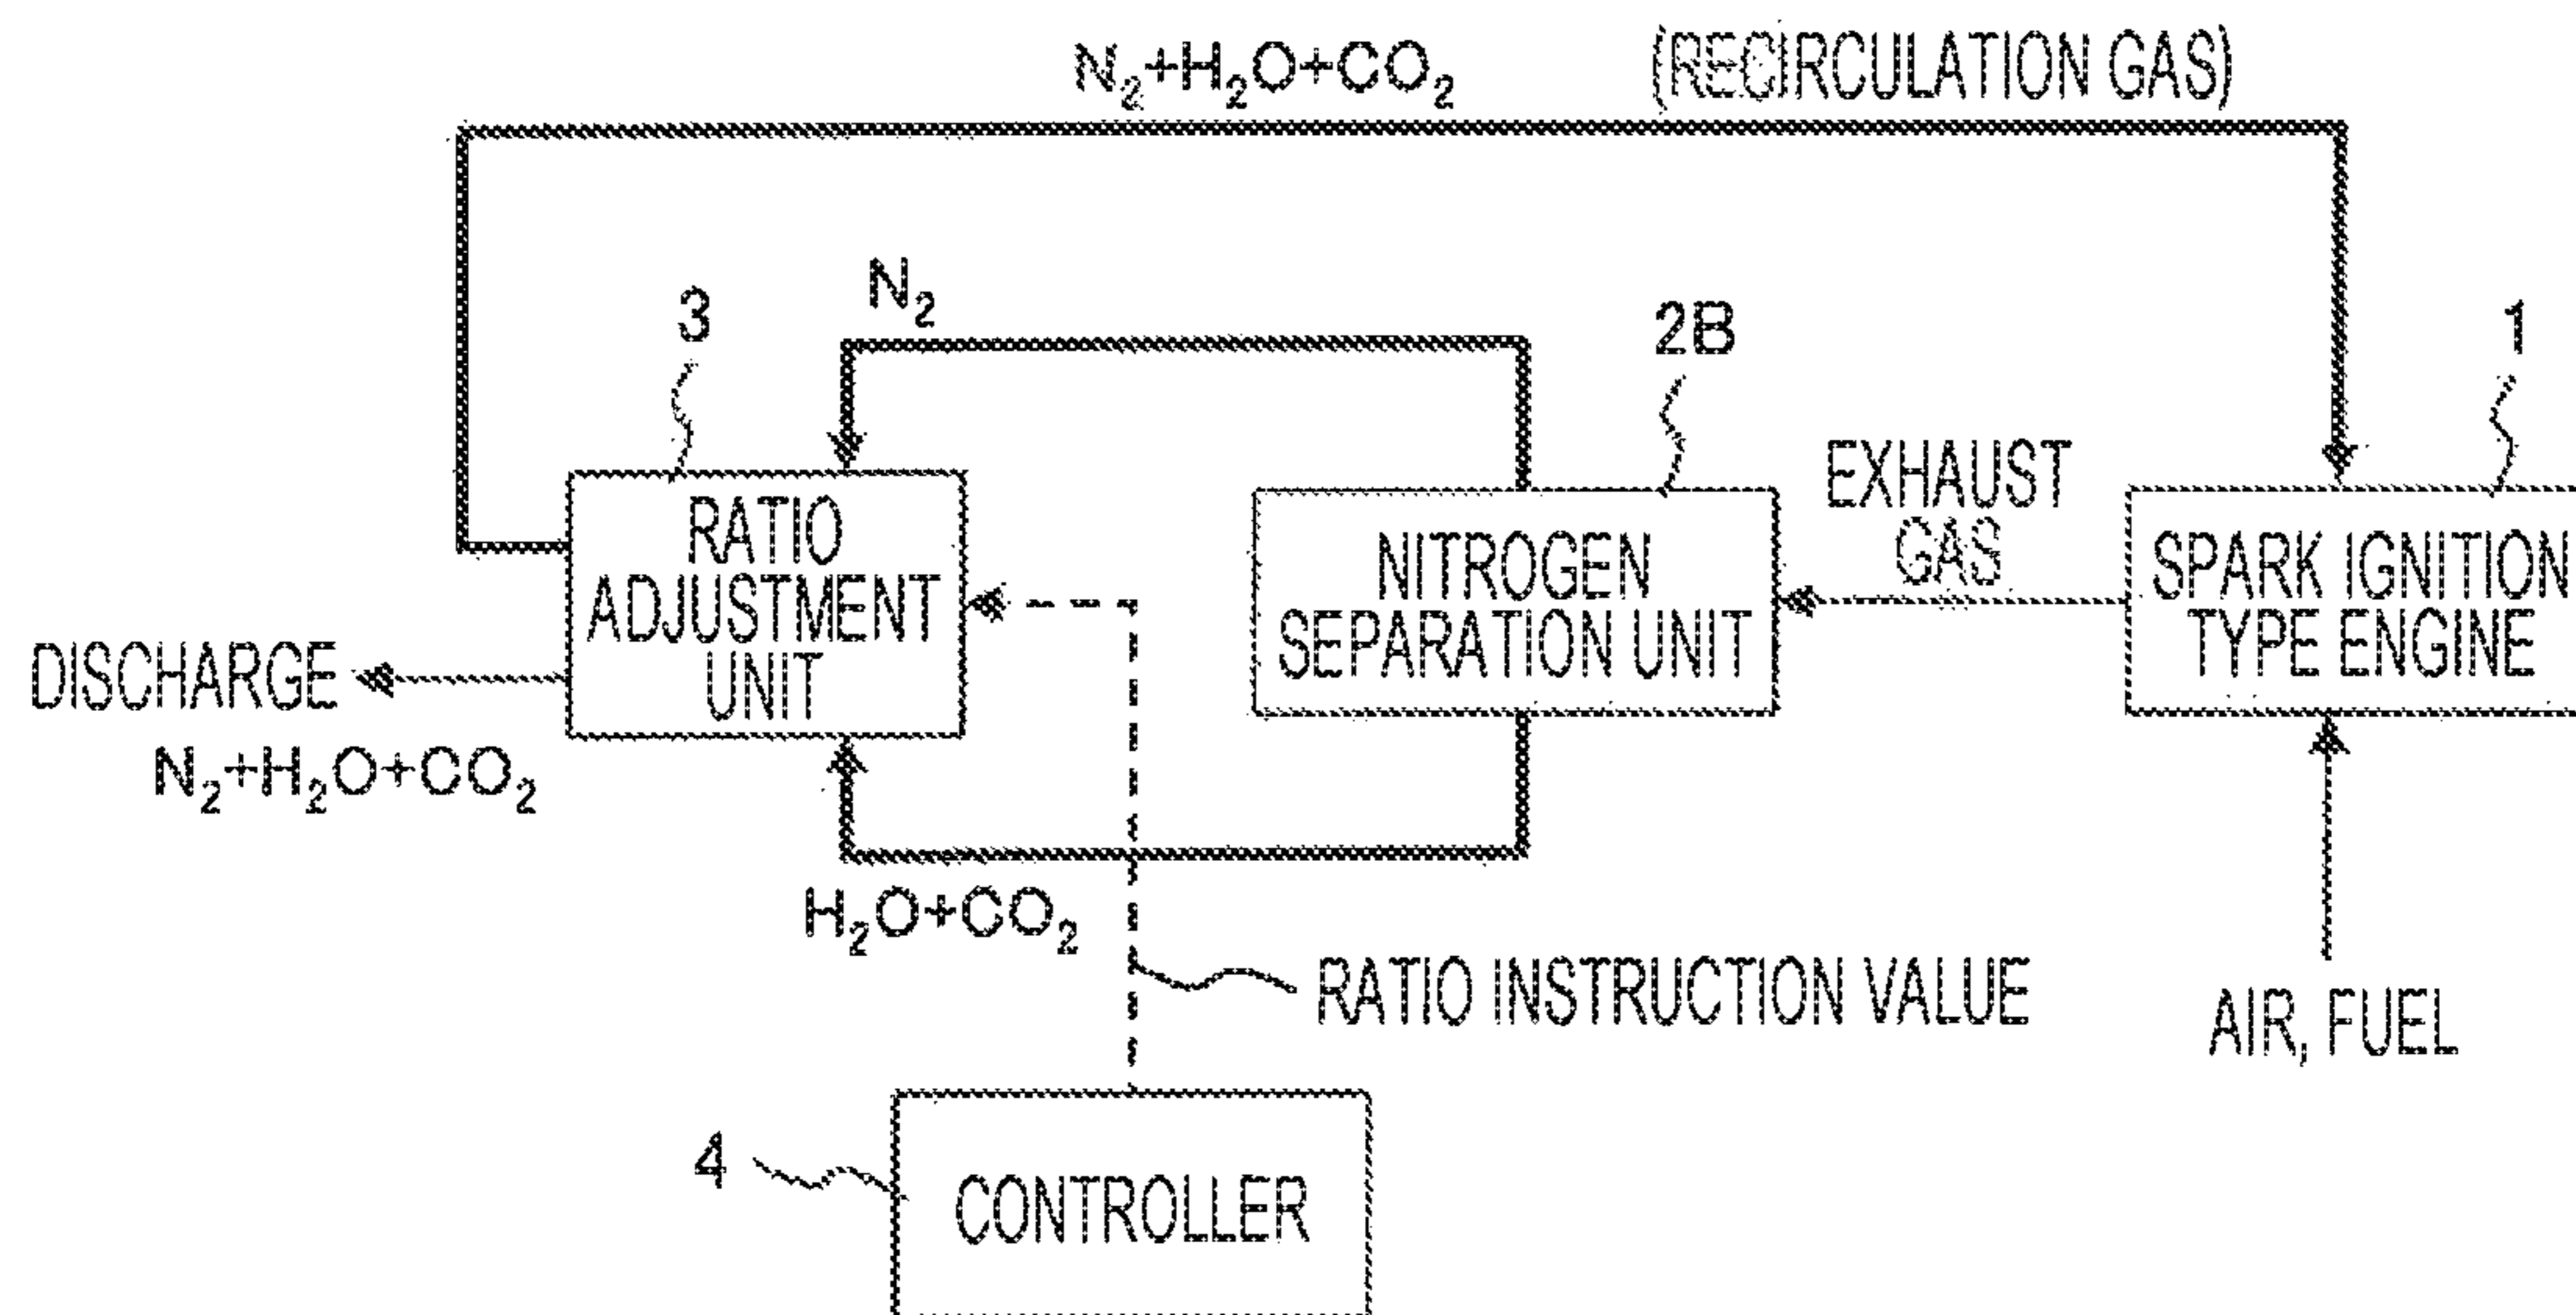 N₂+H₂O+CO₂ (RECIRCULATION GAS)
N₂
3
2B
1
RATIO
ADJUSTMENT
UNIT
NITROGEN
SEPARATION UNIT
EXHAUST
GAS
SPARK IGNITION
TYPE ENGINE
DISCHARGE
N₂+H₂O+CO₂
H₂O+CO₂
RATIO INSTRUCTION VALUE
AIR, FUEL
4
CONTROLLER